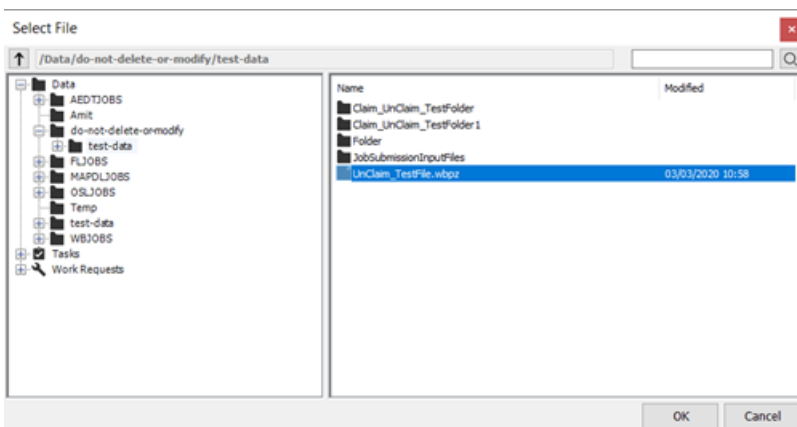 Select File
/Data/do-not-delete-or-modify/test-data
Data
AEDTJOBS
Amit
do-not-delete-or-modify
test-data
FLJOBS
MAPDLJOBS
OSLJOBS
Temp
test-data
WBJOBS
Tasks
Work Requests
Name Modified
Claim_UnClaim_TestFolder
Claim_UnClaim_TestFolder1
Folder
JobSubmissionInputFiles
UnClaim_TestFile.wbpz 03/03/2020 10:58
OK Cancel